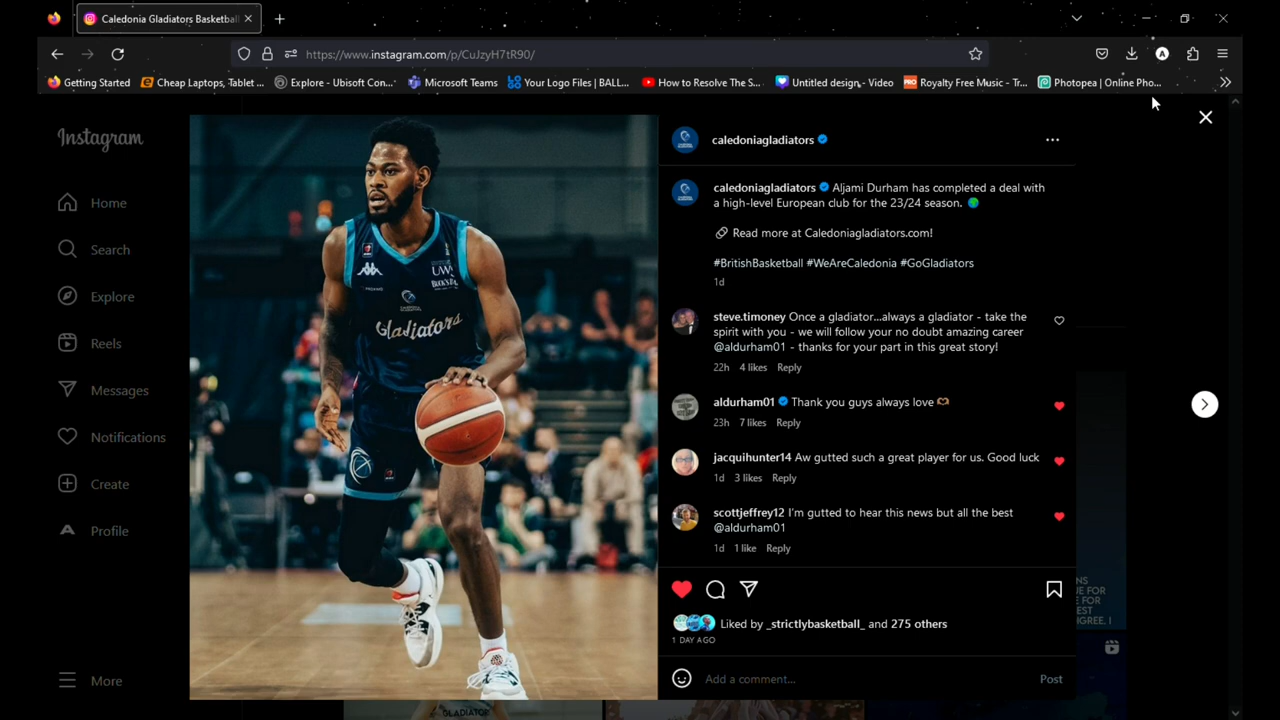 Caledonia Gladiators Basketball
https://www.instagram.com/p/CuJzyH7tR90/
Getting Started
Cheap Laptops, Tablet ...
Explore - Ubisoft Con...
Microsoft Teams
Your Logo Files | BALL...
How to Resolve The S...
Untitled design - Video
Royalty Free Music - Tr...
Photopea | Online Pho...
Instagram
Home
Search
Explore
Reels
Messages
Notifications
Create
Profile
More
Gladiators
caledoniagladiators
caledoniagladiators Aljami Durham has completed a deal with
a high-level European club for the 23/24 season. 🌍
🔗 Read more at Caledoniagladiators.com!
#BritishBasketball #WeAreCaledonia #GoGladiators
1d
steve.timoney Once a gladiator...always a gladiator - take the
spirit with you - we will follow your no doubt amazing career
@aldurham01 - thanks for your part in this great story!
22h 4 likes Reply
aldurham01 Thank you guys always love 🫶🏾
23h 7 likes Reply
jacquihunter14 Aw gutted such a great player for us. Good luck
1d 3 likes Reply
scottjeffrey12 I'm gutted to hear this news but all the best
@aldurham01
1d 1 like Reply
Liked by _strictlybasketball_ and 275 others
1 DAY AGO
Add a comment...
Post
GLADIATOR